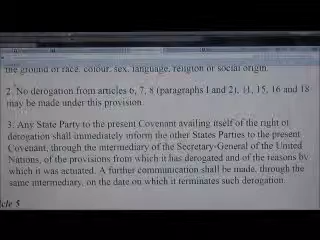 the ground of race, colour, sex, language, religion or social origin.
2. No derogation from articles 6, 7, 8 (paragraphs I and 2), 11, 15, 16 and 18
may be made under this provision.
3. Any State Party to the present Covenant availing itself of the right of
derogation shall immediately inform the other States Parties to the present
Covenant, through the intermediary of the Secretary-General of the United
Nations, of the provisions from which it has derogated and of the reasons by
which it was actuated. A further communication shall be made, through the
same intermediary, on the date on which it terminates such derogation.
cle 5